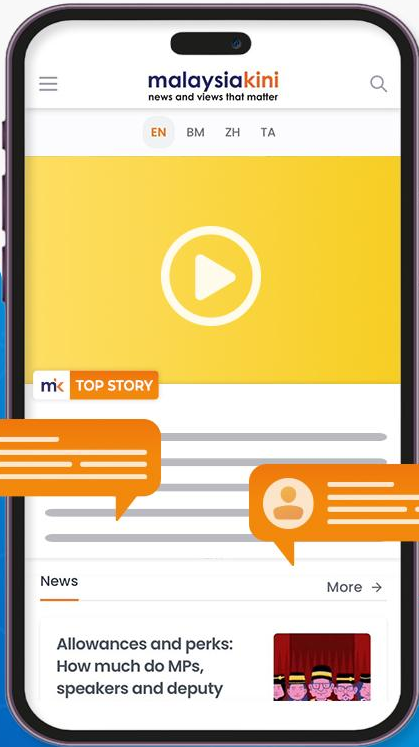 malaysiakini
news and views that matter
EN BM ZH TA
mk TOP STORY
News
More →
Allowances and perks:
How much do MPs,
speakers and deputy